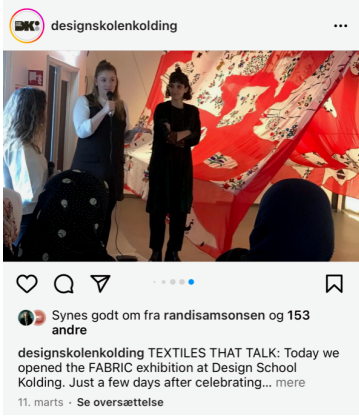 DK:
designskolenkolding
Synes godt om fra randisamsonsen og 153
andre
designskolenkolding TEXTILES THAT TALK: Today we
opened the FABRIC exhibition at Design School
Kolding. Just a few days after celebrating... mere
11. marts · Se oversættelse